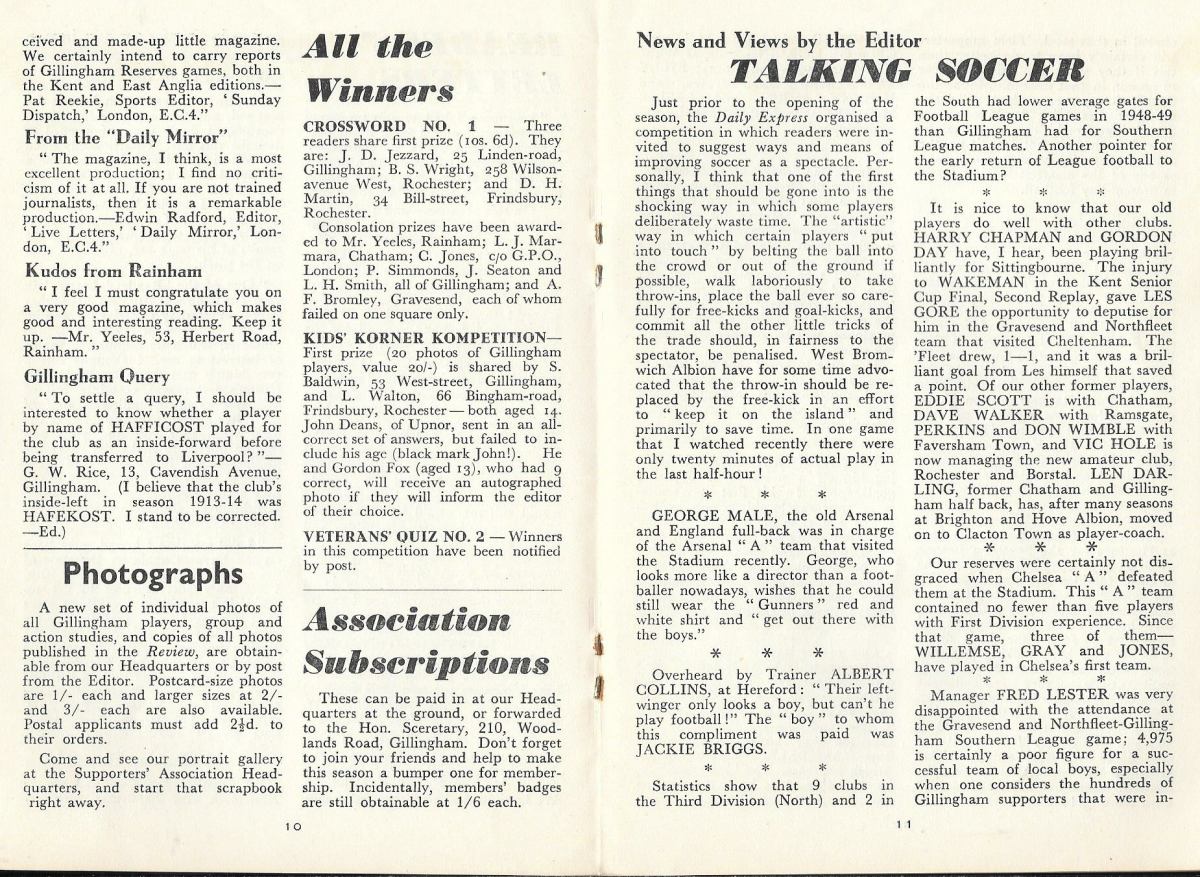 ceived and made-up little magazine.
We certainly intend to carry reports
of Gillingham Reserves games, both in
the Kent and East Anglia editions.—
Pat Reekie, Sports Editor, ‘ Sunday
Dispatch,’ London, E.C.4.”
From the “Daily Mirror”
“ The magazine, I think, is a most
excellent production; I find no criti-
cism of it at all. If you are not trained
journalists, then it is a remarkable
production.—Edwin Radford, Editor,
‘ Live Letters,’ ‘ Daily Mirror,’ Lon-
don, E.C.4.”
Kudos from Rainham
“ I feel I must congratulate you on
a very good magazine, which makes
good and interesting reading. Keep it
up. —Mr. Yeeles, 53, Herbert Road,
Rainham. ”
Gillingham Query
“ To settle a query, I should be
interested to know whether a player
by name of HAFFICOST played for
the club as an inside-forward before
being transferred to Liverpool? ”—
G. W. Rice, 13, Cavendish Avenue,
Gillingham. (I believe that the club’s
inside-left in season 1913-14 was
HAFEKOST. I stand to be corrected.
—Ed.)
Photographs
A new set of individual photos of
all Gillingham players, group and
action studies, and copies of all photos
published in the Review, are obtain-
able from our Headquarters or by post
from the Editor. Postcard-size photos
are 1/- each and larger sizes at 2/-
and 3/- each are also available.
Postal applicants must add 2½d. to
their orders.
Come and see our portrait gallery
at the Supporters’ Association Head-
quarters, and start that scrapbook
right away.
All the
Winners
CROSSWORD NO. 1 — Three
readers share first prize (10s. 6d). They
are: J. D. Jezzard, 25 Linden-road,
Gillingham; B. S. Wright, 258 Wilson-
avenue West, Rochester; and D. H.
Martin, 34 Bill-street, Frindsbury,
Rochester.
Consolation prizes have been award-
ed to Mr. Yeeles, Rainham; L. J. Mar-
mara, Chatham; C. Jones, c/o G.P.O.,
London; P. Simmonds, J. Seaton and
L. H. Smith, all of Gillingham; and A.
F. Bromley, Gravesend, each of whom
failed on one square only.
KIDS’ KORNER KOMPETITION—
First prize (20 photos of Gillingham
players, value 20/-) is shared by S.
Baldwin, 53 West-street, Gillingham,
and L. Walton, 66 Bingham-road,
Frindsbury, Rochester — both aged 14.
John Deans, of Upnor, sent in an all-
correct set of answers, but failed to in-
clude his age (black mark John!). He
and Gordon Fox (aged 13), who had 9
correct, will receive an autographed
photo if they will inform the editor
of their choice.
VETERANS’ QUIZ NO. 2 — Winners
in this competition have been notified
by post.
Association
Subscriptions
These can be paid in at our Head-
quarters at the ground, or forwarded
to the Hon. Sceretary, 210, Wood-
lands Road, Gillingham. Don’t forget
to join your friends and help to make
this season a bumper one for member-
ship. Incidentally, members’ badges
are still obtainable at 1/6 each.
10
News and Views by the Editor
TALKING SOCCER
Just prior to the opening of the
season, the Daily Express organised a
competition in which readers were in-
vited to suggest ways and means of
improving soccer as a spectacle. Per-
sonally, I think that one of the first
things that should be gone into is the
shocking way in which some players
deliberately waste time. The “artistic”
way in which certain players “ put
into touch ” by belting the ball into
the crowd or out of the ground if
possible, walk laboriously to take
throw-ins, place the ball ever so care-
fully for free-kicks and goal-kicks, and
commit all the other little tricks of
the trade should, in fairness to the
spectator, be penalised. West Brom-
wich Albion have for some time advo-
cated that the throw-in should be re-
placed by the free-kick in an effort
to “ keep it on the island ” and
primarily to save time. In one game
that I watched recently there were
only twenty minutes of actual play in
the last half-hour !
* * *
GEORGE MALE, the old Arsenal
and England full-back was in charge
of the Arsenal “ A ” team that visited
the Stadium recently. George, who
looks more like a director than a foot-
baller nowadays, wishes that he could
still wear the “ Gunners ” red and
white shirt and “ get out there with
the boys.”
* * *
Overheard by Trainer ALBERT
COLLINS, at Hereford : “ Their left-
winger only looks a boy, but can’t he
play football !” The “ boy ” to whom
this compliment was paid was
JACKIE BRIGGS.
* * *
Statistics show that 9 clubs in
the Third Division (North) and 2 in
the South had lower average gates for
Football League games in 1948-49
than Gillingham had for Southern
League matches. Another pointer for
the early return of League football to
the Stadium?
* * *
It is nice to know that our old
players do well with other clubs.
HARRY CHAPMAN and GORDON
DAY have, I hear, been playing bril-
liantly for Sittingbourne. The injury
to WAKEMAN in the Kent Senior
Cup Final, Second Replay, gave LES
GORE the opportunity to deputise for
him in the Gravesend and Northfleet
team that visited Cheltenham. The
’Fleet drew, 1—1, and it was a bril-
liant goal from Les himself that saved
a point. Of our other former players,
EDDIE SCOTT is with Chatham,
DAVE WALKER with Ramsgate,
PERKINS and DON WIMBLE with
Faversham Town, and VIC HOLE is
now managing the new amateur club,
Rochester and Borstal. LEN DAR-
LING, former Chatham and Gilling-
ham half back, has, after many seasons
at Brighton and Hove Albion, moved
on to Clacton Town as player-coach.
* * *
Our reserves were certainly not dis-
graced when Chelsea “ A ” defeated
them at the Stadium. This “ A ” team
contained no fewer than five players
with First Division experience. Since
that game, three of them—
WILLEMSE, GRAY and JONES,
have played in Chelsea’s first team.
* * *
Manager FRED LESTER was very
disappointed with the attendance at
the Gravesend and Northfleet-Gilling-
ham Southern League game; 4,975
is certainly a poor figure for a suc-
cessful team of local boys, especially
when one considers the hundreds of
Gillingham supporters that were in-
11